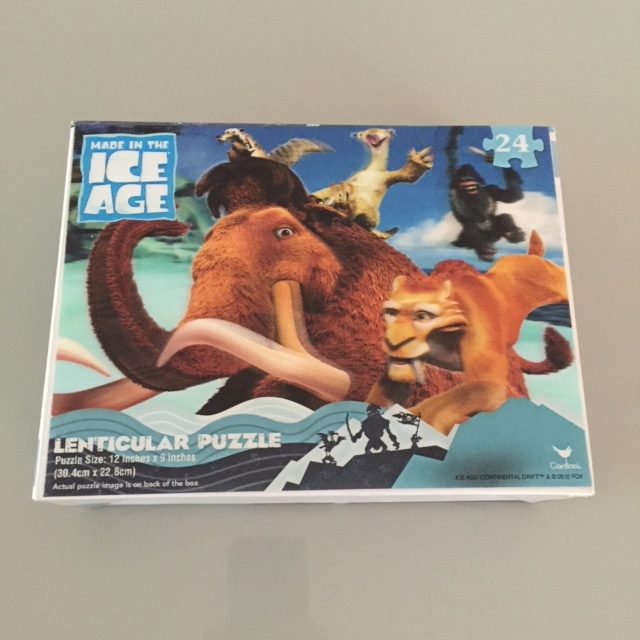 MADE IN THE
ICE
AGE
24
LENTICULAR PUZZLE
Puzzle Size: 12 inches x 9 inches
(30.4cm x 22.8cm)
Actual puzzle image is on back of the box
Cardinal
ICE AGE CONTINENTAL DRIFT™ & © 2012 FOX